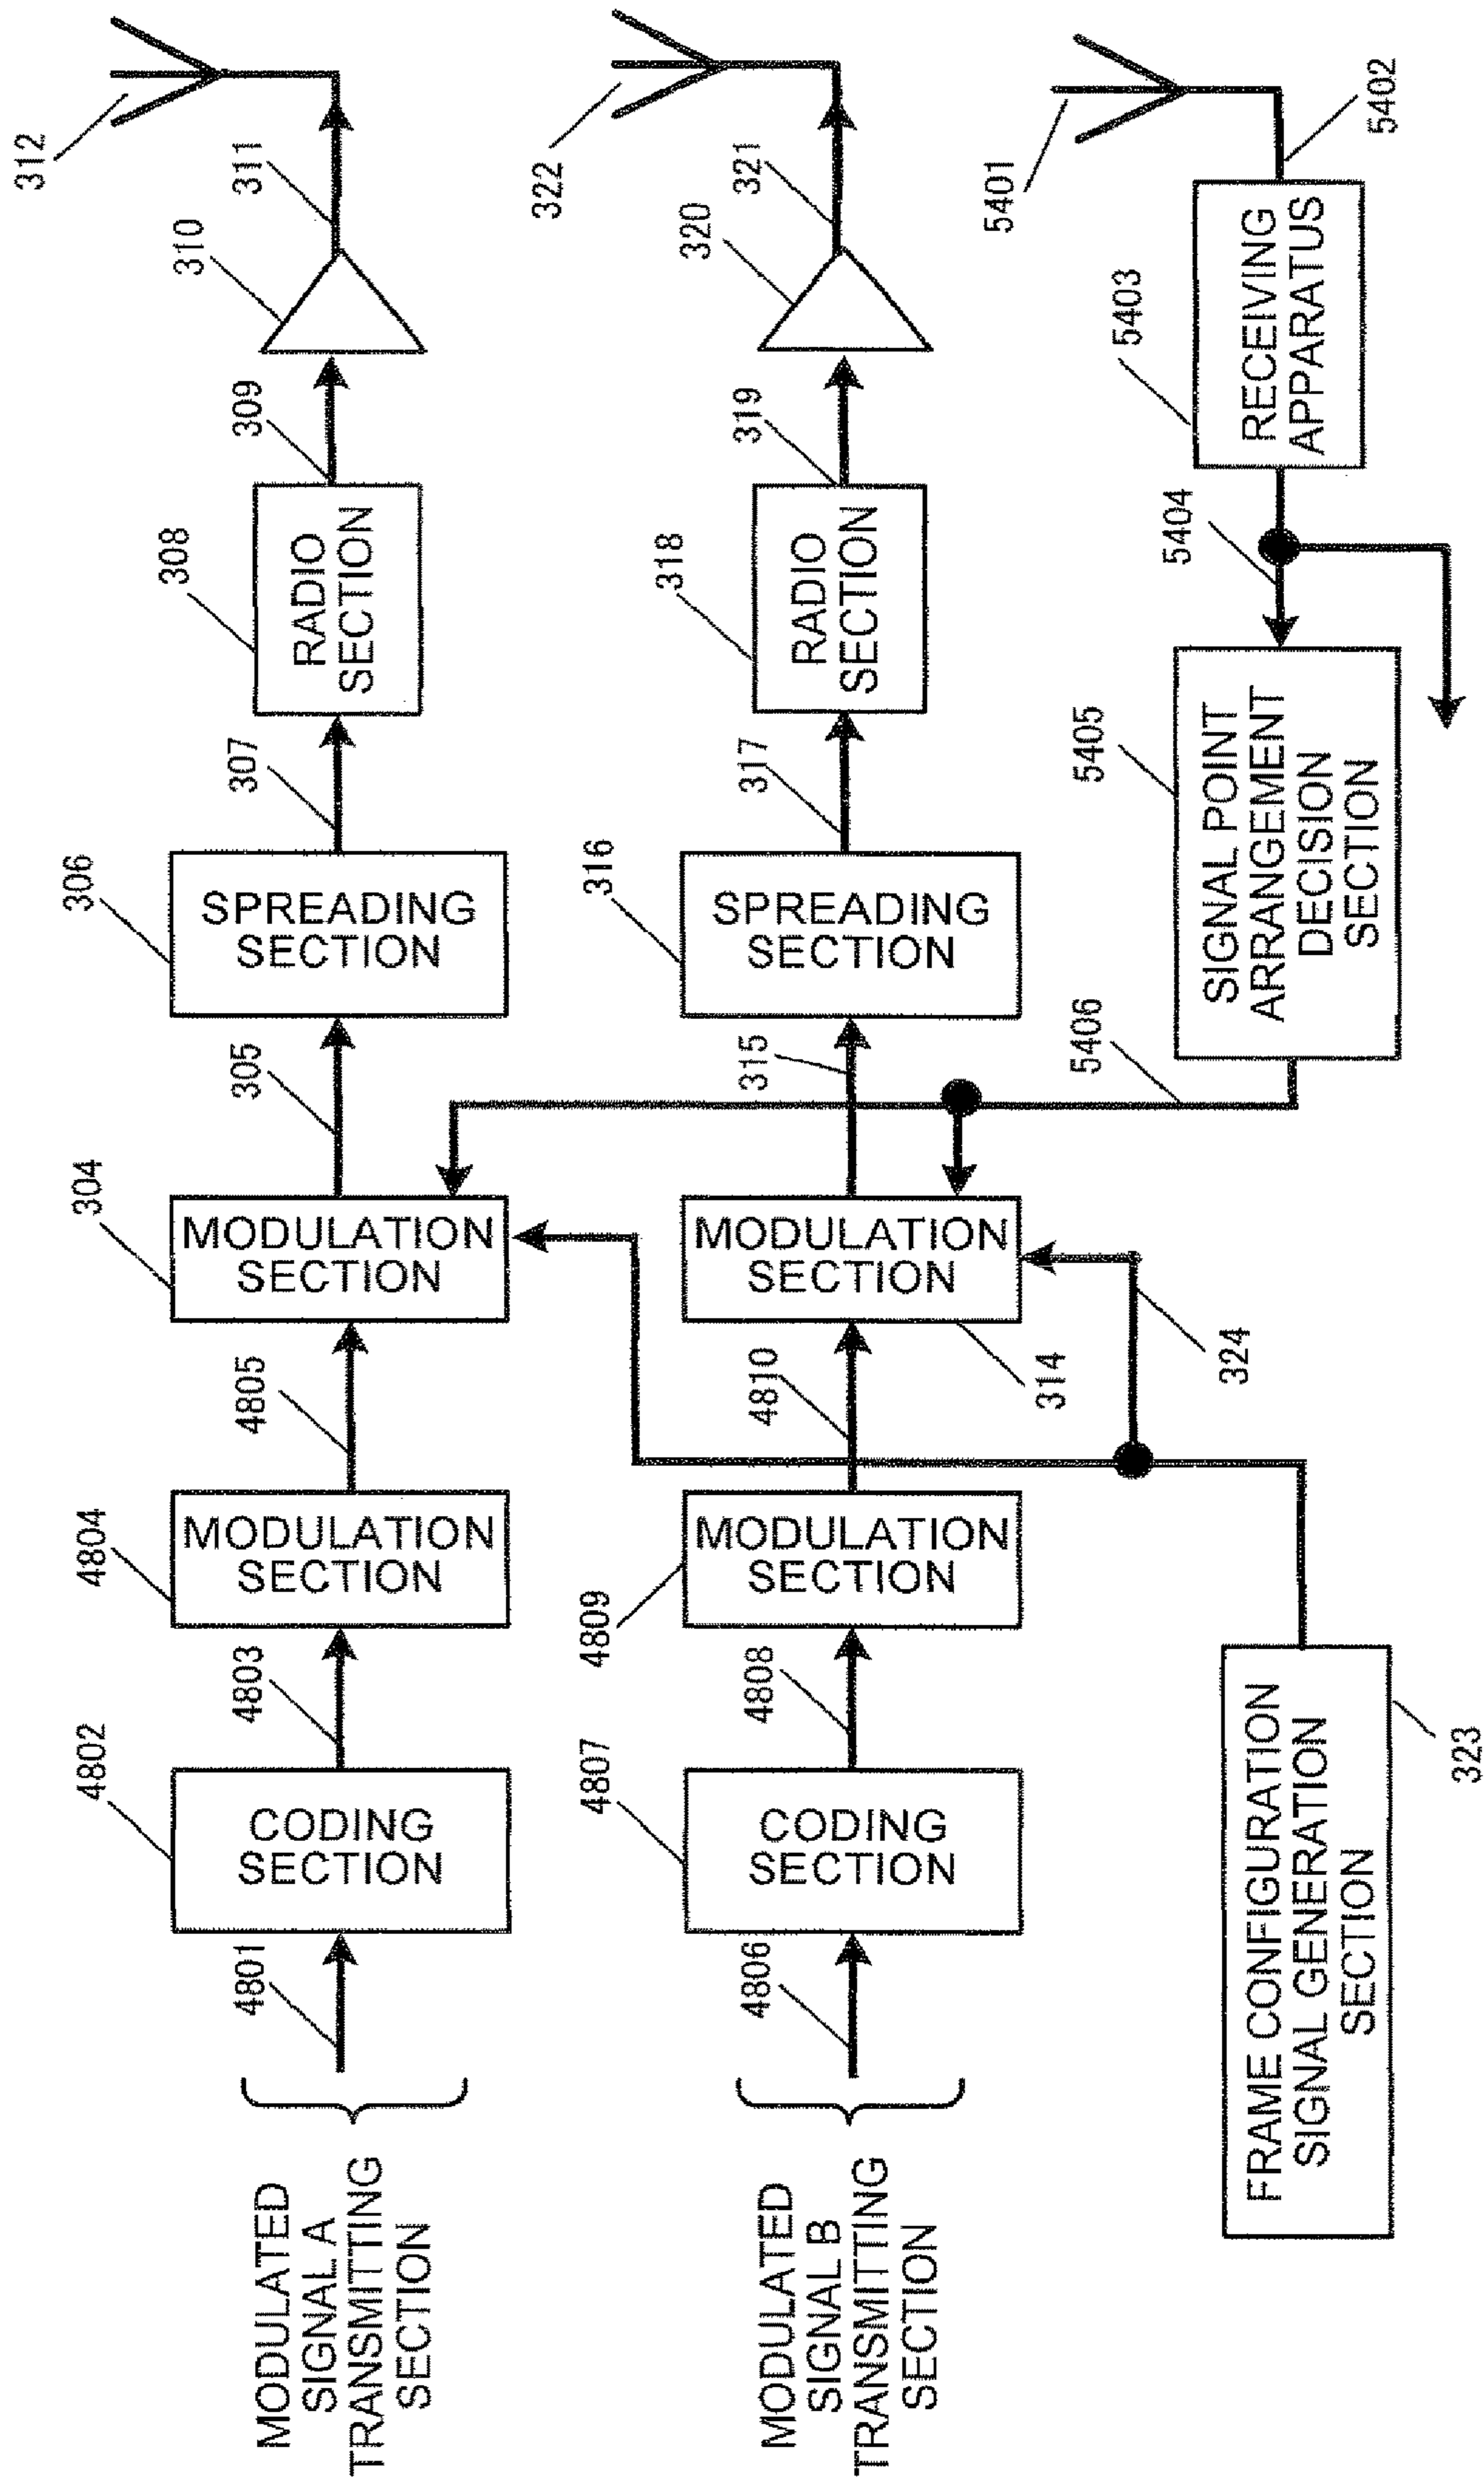 MODULATED
SIGNAL A
TRANSMITTING
SECTION
4801
4802
CODING
SECTION
4803
4804
MODULATION
SECTION
4805
304
MODULATION
SECTION
305
306
SPREADING
SECTION
307
308
RADIO
SECTION
309
310
311
312
MODULATED
SIGNAL B
TRANSMITTING
SECTION
4806
4807
CODING
SECTION
4808
4809
MODULATION
SECTION
4810
314
MODULATION
SECTION
315
316
SPREADING
SECTION
317
318
RADIO
SECTION
319
320
321
322
FRAME CONFIGURATION
SIGNAL GENERATION
SECTION
323
324
5406
5405
SIGNAL POINT
ARRANGEMENT
DECISION
SECTION
5404
5403
RECEIVING
APPARATUS
5402
5401